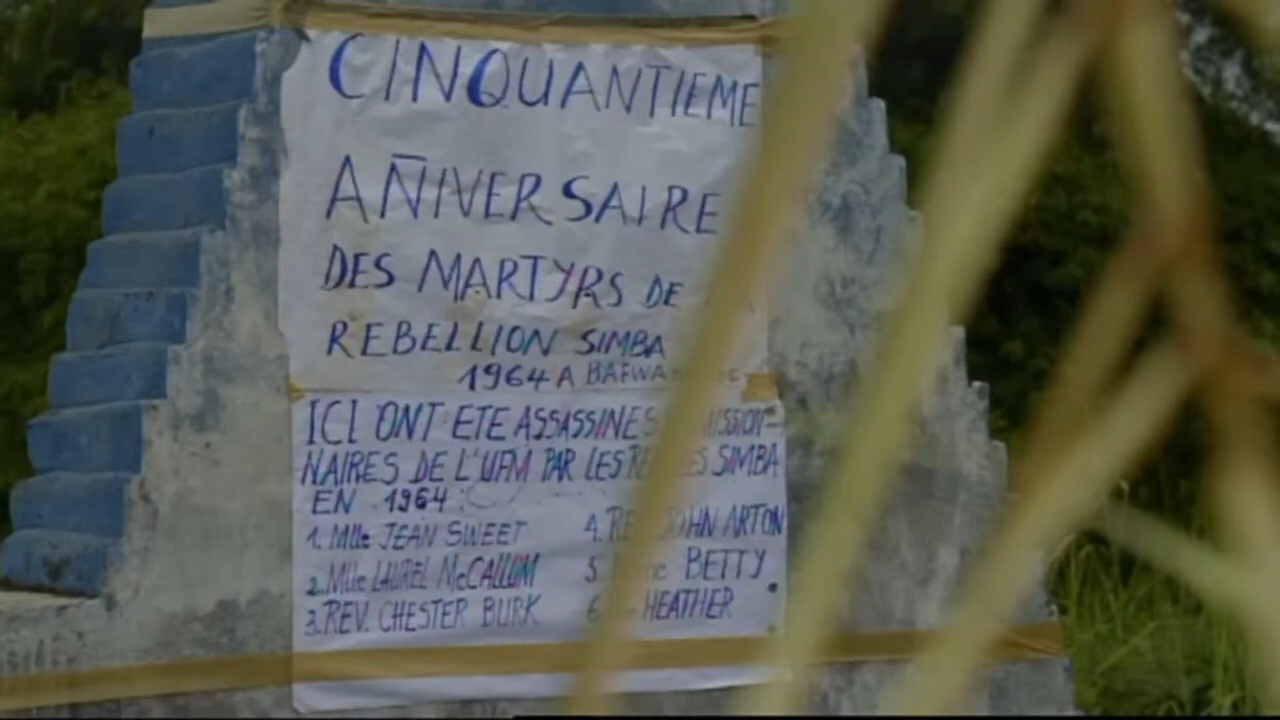 CINQUANTIEME
AÑIVERSAIRE
DES MARTYRS DE
REBELLION SIMBA
1964 A
ICI ONT ETE ASSASSINES MISSION-
NAIRES DE L'UFM PAR LES SIMBA
EN 1964:
1. Mlle JEAN SWEET
2. Mlle LAUREL McCALLUM
3. REV. CHESTER BURK
4. JOHN ARTON
5. BETTY
6. HEATHER